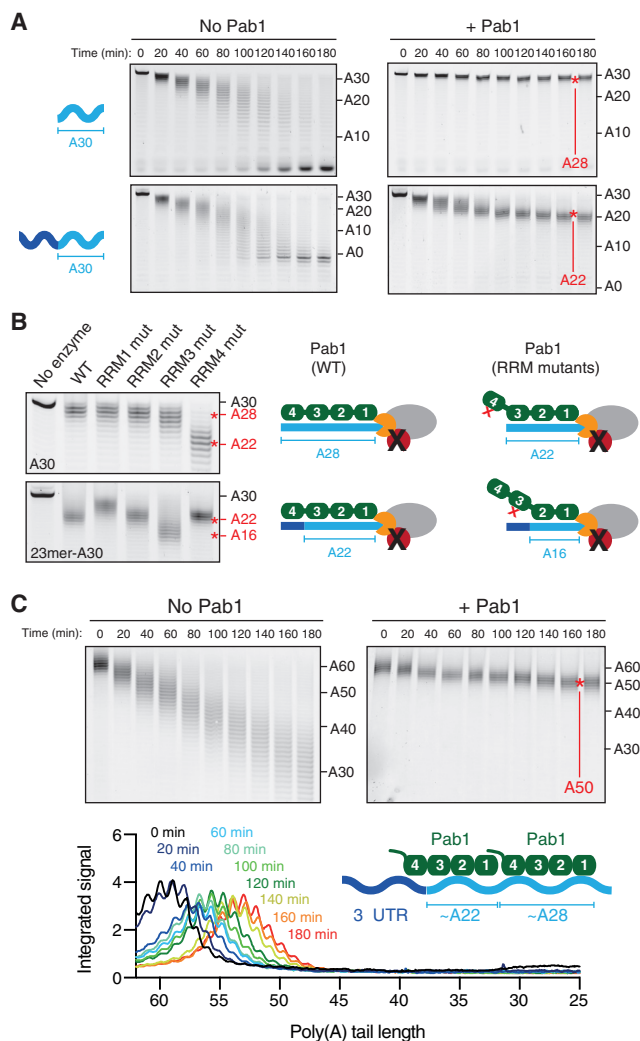 A
No Pab1
+ Pab1
Time (min): 0 20 40 60 80 100 120 140 160 180
0 20 40 60 80 100 120 140 160 180
A30
A20
A10
A30
A20
A10
A28
A30
A30
A20
A10
A0
A30
A20
A10
A0
A22
A30
B
No enzyme
WT
RRM1 mut
RRM2 mut
RRM3 mut
RRM4 mut
A30
*A28
*A22
A30
A30
*A22
*A16
23mer-A30
Pab1
(WT)
4 3 2 1
X
A28
4 3 2 1
X
A22
Pab1
(RRM mutants)
4 3 2 1
x
X
A22
4 3 2 1
x
X
A16
C
No Pab1
+ Pab1
Time (min): 0 20 40 60 80 100 120 140 160 180
0 20 40 60 80 100 120 140 160 180
A60
A50
A40
A30
A60
A50
A40
A30
*
A50
Integrated signal
6
4
2
0
0 min
20 min
40 min
60 min
80 min
100 min
120 min
140 min
160 min
180 min
60 55 50 45 40 35 30 25
Poly(A) tail length
Pab1 Pab1
4 3 2 1 4 3 2 1
3 UTR
~A22 ~A28